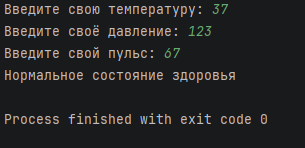 Введите свою температуру: 37
Введите своё давление: 123
Введите свой пульс: 67
Нормальное состояние здоровья
Process finished with exit code 0